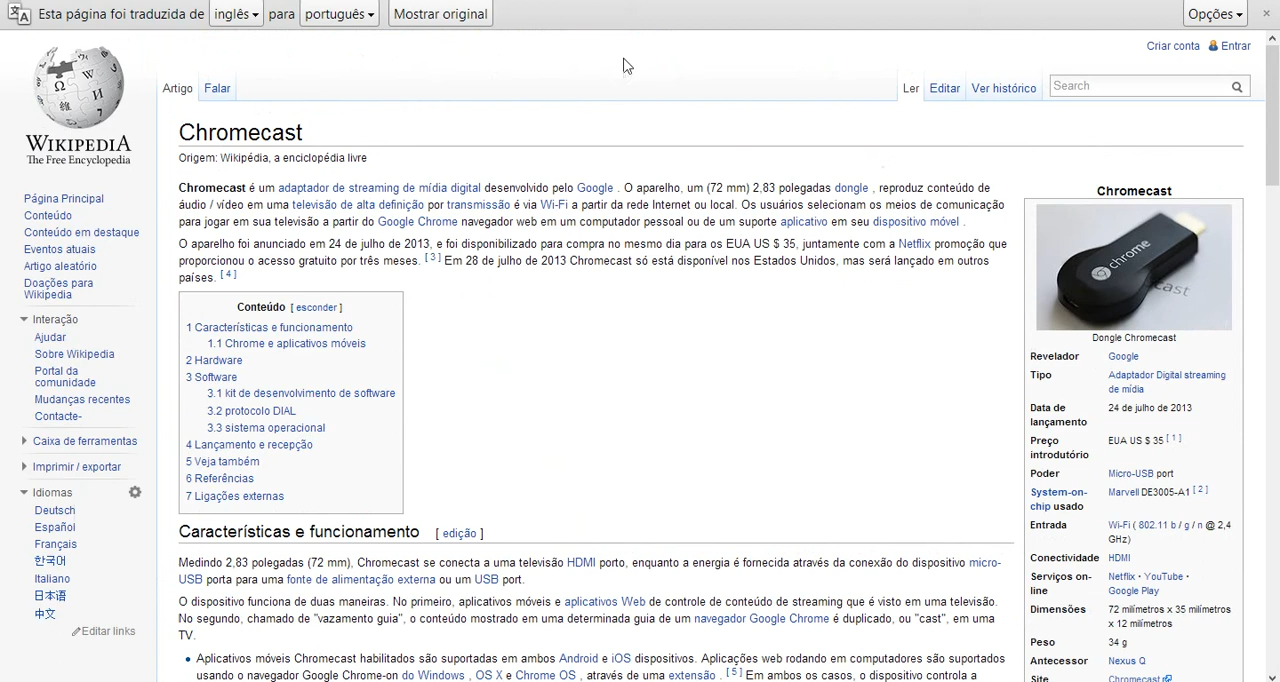 Esta página foi traduzida de inglês para português Mostrar original Opções
Criar conta Entrar
Artigo Falar Ler Editar Ver histórico Search
WIKIPEDIA
The Free Encyclopedia
Página Principal
Conteúdo
Conteúdo em destaque
Eventos atuais
Artigo aleatório
Doações para
Wikipedia
Interação
Ajudar
Sobre Wikipedia
Portal da
comunidade
Mudanças recentes
Contacte-
Caixa de ferramentas
Imprimir / exportar
Idiomas
Deutsch
Español
Français
한국어
Italiano
日本语
中文
Editar links
Chromecast
Origem: Wikipédia, a enciclopédia livre
Chromecast é um adaptador de streaming de mídia digital desenvolvido pelo Google . O aparelho, um (72 mm) 2,83 polegadas dongle , reproduz conteúdo de
áudio / vídeo em uma televisão de alta definição por transmissão é via Wi-Fi a partir da rede Internet ou local. Os usuários selecionam os meios de comunicação
para jogar em sua televisão a partir do Google Chrome navegador web em um computador pessoal ou de um suporte aplicativo em seu dispositivo móvel .
O aparelho foi anunciado em 24 de julho de 2013, e foi disponibilizado para compra no mesmo dia para os EUA US $ 35, juntamente com a Netflix promoção que
proporcionou o acesso gratuito por três meses. [ 3 ] Em 28 de julho de 2013 Chromecast só está disponível nos Estados Unidos, mas será lançado em outros
países. [ 4 ]
Conteúdo [ esconder ]
1 Características e funcionamento
1.1 Chrome e aplicativos móveis
2 Hardware
3 Software
3.1 kit de desenvolvimento de software
3.2 protocolo DIAL
3.3 sistema operacional
4 Lançamento e recepção
5 Veja também
6 Referências
7 Ligações externas
Características e funcionamento [ edição ]
Medindo 2,83 polegadas (72 mm), Chromecast se conecta a uma televisão HDMI porto, enquanto a energia é fornecida através da conexão do dispositivo micro-
USB porta para uma fonte de alimentação externa ou um USB port.
O dispositivo funciona de duas maneiras. No primeiro, aplicativos móveis e aplicativos Web de controle de conteúdo de streaming que é visto em uma televisão.
No segundo, chamado de "vazamento guia", o conteúdo mostrado em uma determinada guia de um navegador Google Chrome é duplicado, ou "cast", em uma
TV.
Aplicativos móveis Chromecast habilitados são suportadas em ambos Android e iOS dispositivos. Aplicações web rodando em computadores são suportados
usando o navegador Google Chrome-on do Windows , OS X e Chrome OS , através de uma extensão . [ 5 ] Em ambos os casos, o dispositivo controla a
Chromecast
chrome
cast
Dongle Chromecast
Revelador Google
Tipo Adaptador Digital streaming
de mídia
Data de 24 de julho de 2013
lançamento
Preço EUA US $ 35 [ 1 ]
introdutório
Poder Micro-USB port
System-on- Marvell DE3005-A1 [ 2 ]
chip usado
Entrada Wi-Fi ( 802.11 b / g / n @ 2,4
GHz)
Conectividade HDMI
Serviços on- Netflix • YouTube •
line Google Play
Dimensões 72 milímetros x 35 milímetros
x 12 milímetros
Peso 34 g
Antecessor Nexus Q
Site Chromecast